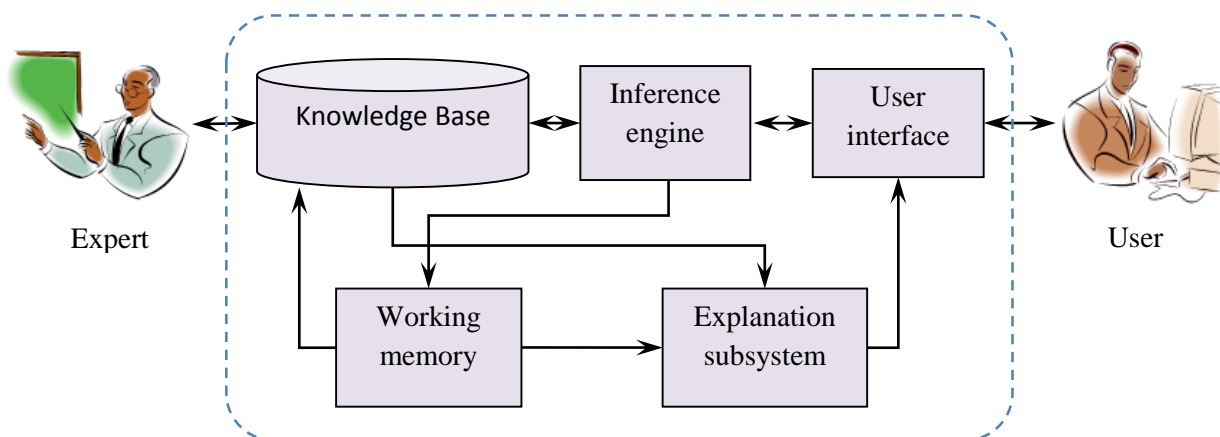 Knowledge Base
Inference
engine
User
interface
Expert
User
Working
memory
Explanation
subsystem